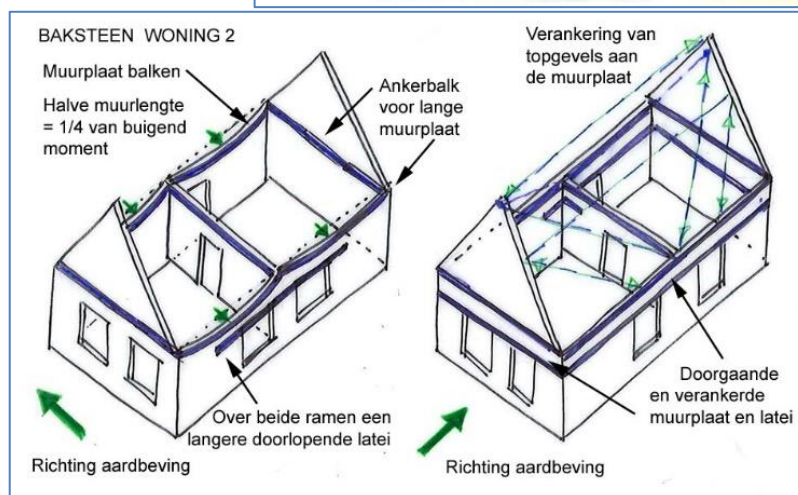 BAKSTEEN WONING 2
Muurplaat balken
Halve muurlengte
= 1/4 van buigend
moment
Ankerbalk
voor lange
muurplaat
Over beide ramen een
langere doorlopende latei
Richting aardbeving
Verankering van
topgevels aan
de muurplaat
Doorgaande
en verankerde
muurplaat en latei
Richting aardbeving